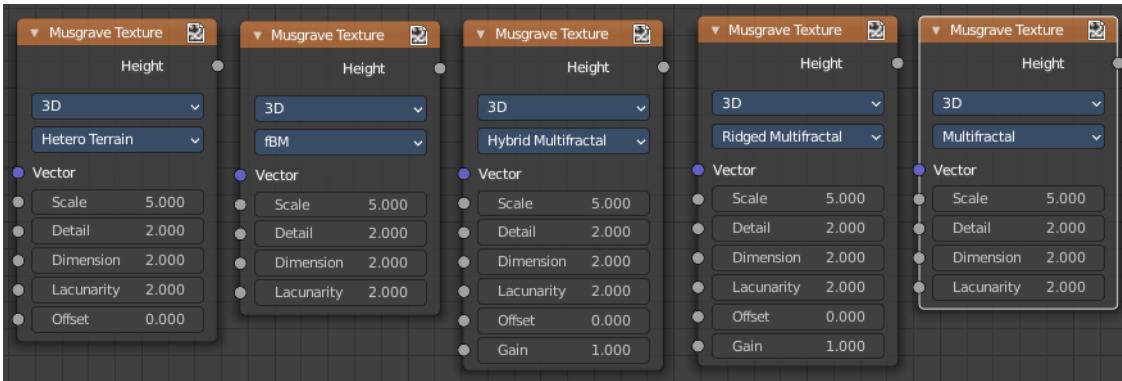 Musgrave Texture
Height
3D
Hetero Terrain
Vector
Scale 5.000
Detail 2.000
Dimension 2.000
Lacunarity 2.000
Offset 0.000
Musgrave Texture
Height
3D
fBM
Vector
Scale 5.000
Detail 2.000
Dimension 2.000
Lacunarity 2.000
Musgrave Texture
Height
3D
Hybrid Multifractal
Vector
Scale 5.000
Detail 2.000
Dimension 2.000
Lacunarity 2.000
Offset 0.000
Gain 1.000
Musgrave Texture
Height
3D
Ridged Multifractal
Vector
Scale 5.000
Detail 2.000
Dimension 2.000
Lacunarity 2.000
Offset 0.000
Gain 1.000
Musgrave Texture
Height
3D
Multifractal
Vector
Scale 5.000
Detail 2.000
Dimension 2.000
Lacunarity 2.000